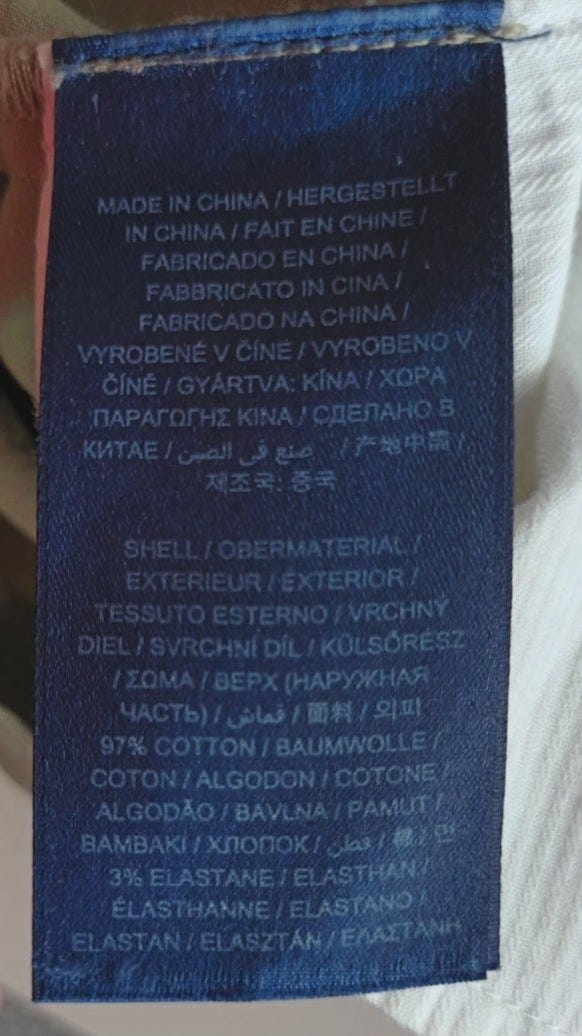 MADE IN CHINA / HERGESTELLT
IN CHINA / FAIT EN CHINE /
FABRICADO EN CHINA /
FABBRICATO IN CINA /
FABRICADO NA CHINA /
VYROBENÉ V ČÍNE / VYROBENO V
ČÍNĚ / GYÁRTVA: KÍNA / ΧΩΡΑ
ΠΑΡΑΓΩΓΗΣ ΚΙΝΑ / СДЕЛАНО В
КИТАЕ / صنع في الصين / 产地中國 /
제조국: 중국
SHELL / OBERMATERIAL /
EXTERIEUR / EXTERIOR /
TESSUTO ESTERNO / VRCHNÝ
DIEL / SVRCHNÍ DÍL / KÜLSŐRÉSZ
/ ΣΩΜΑ / ВЕРХ (НАРУЖНАЯ
ЧАСТЬ) / قماش / 面料 / 외피
97% COTTON / BAUMWOLLE /
COTON / ALGODON / COTONE /
ALGODÃO / BAVLNA / PAMUT /
ΒΑΜΒΑΚΙ / ХЛОПОК / قطن / 棉 / 면
3% ELASTANE / ELASTHAN /
ÉLASTHANNE / ELASTANO /
ELASTAN / ELASZTÁN / ΕΛΑΣΤΑΝΗ